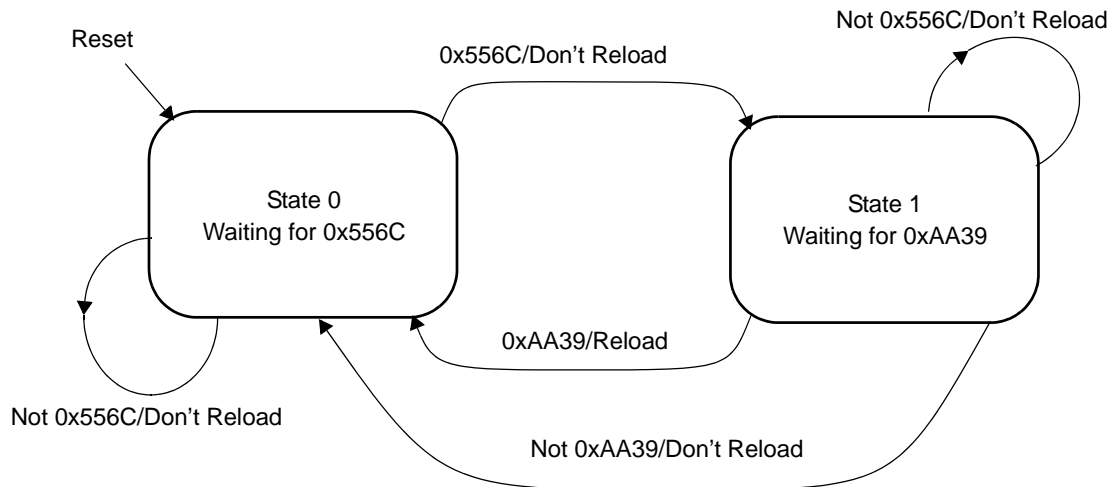 Not 0x556C/Don’t Reload
Reset
0x556C/Don’t Reload
State 0
Waiting for 0x556C
State 1
Waiting for 0xAA39
0xAA39/Reload
Not 0x556C/Don’t Reload
Not 0xAA39/Don’t Reload